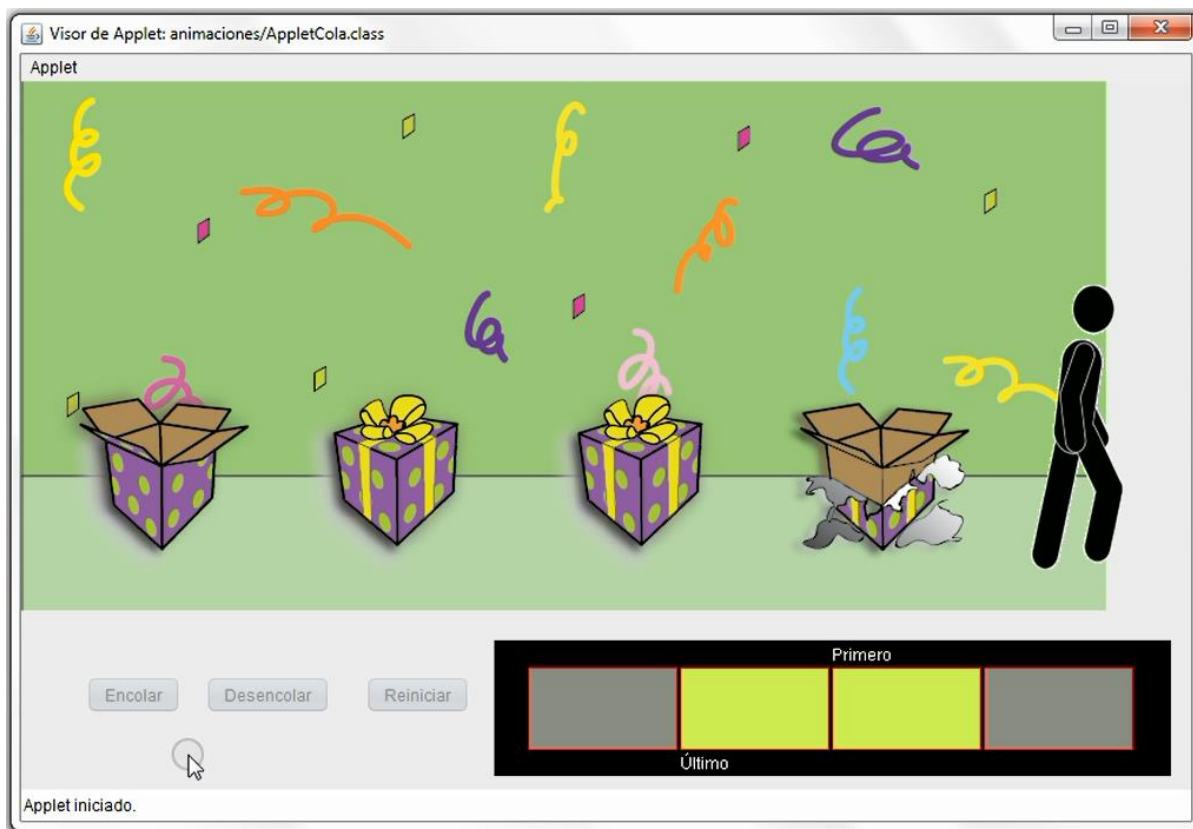 Visor de Applet: animaciones/AppletCola.class
Applet
Primero
Encolar Desencolar Reiniciar
Último
Applet iniciado.